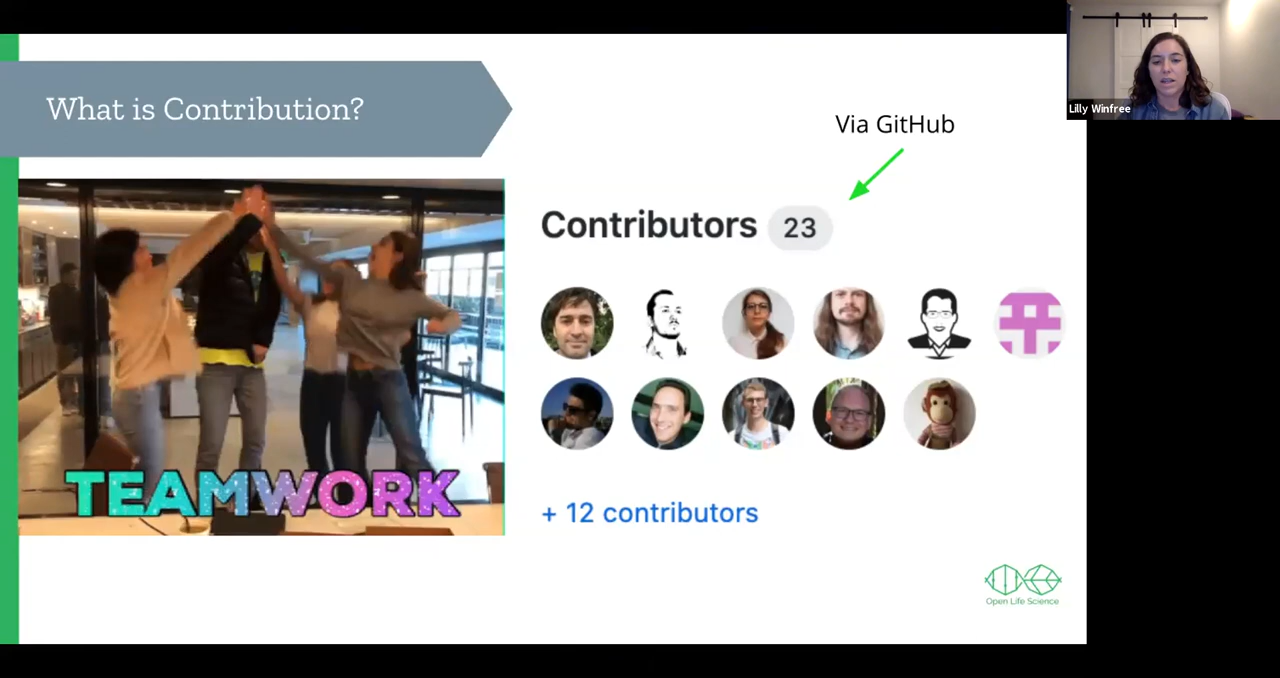 What is Contribution?
Via GitHub
Contributors 23
+ 12 contributors
TEAMWORK
Open Life Science
Lilly Winfree